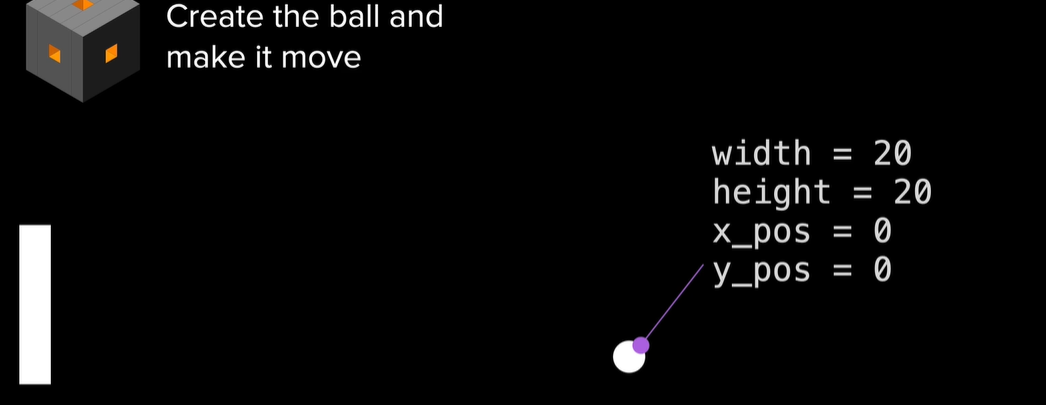 Create the ball and
make it move
width = 20
height = 20
x_pos = 0
y_pos = 0